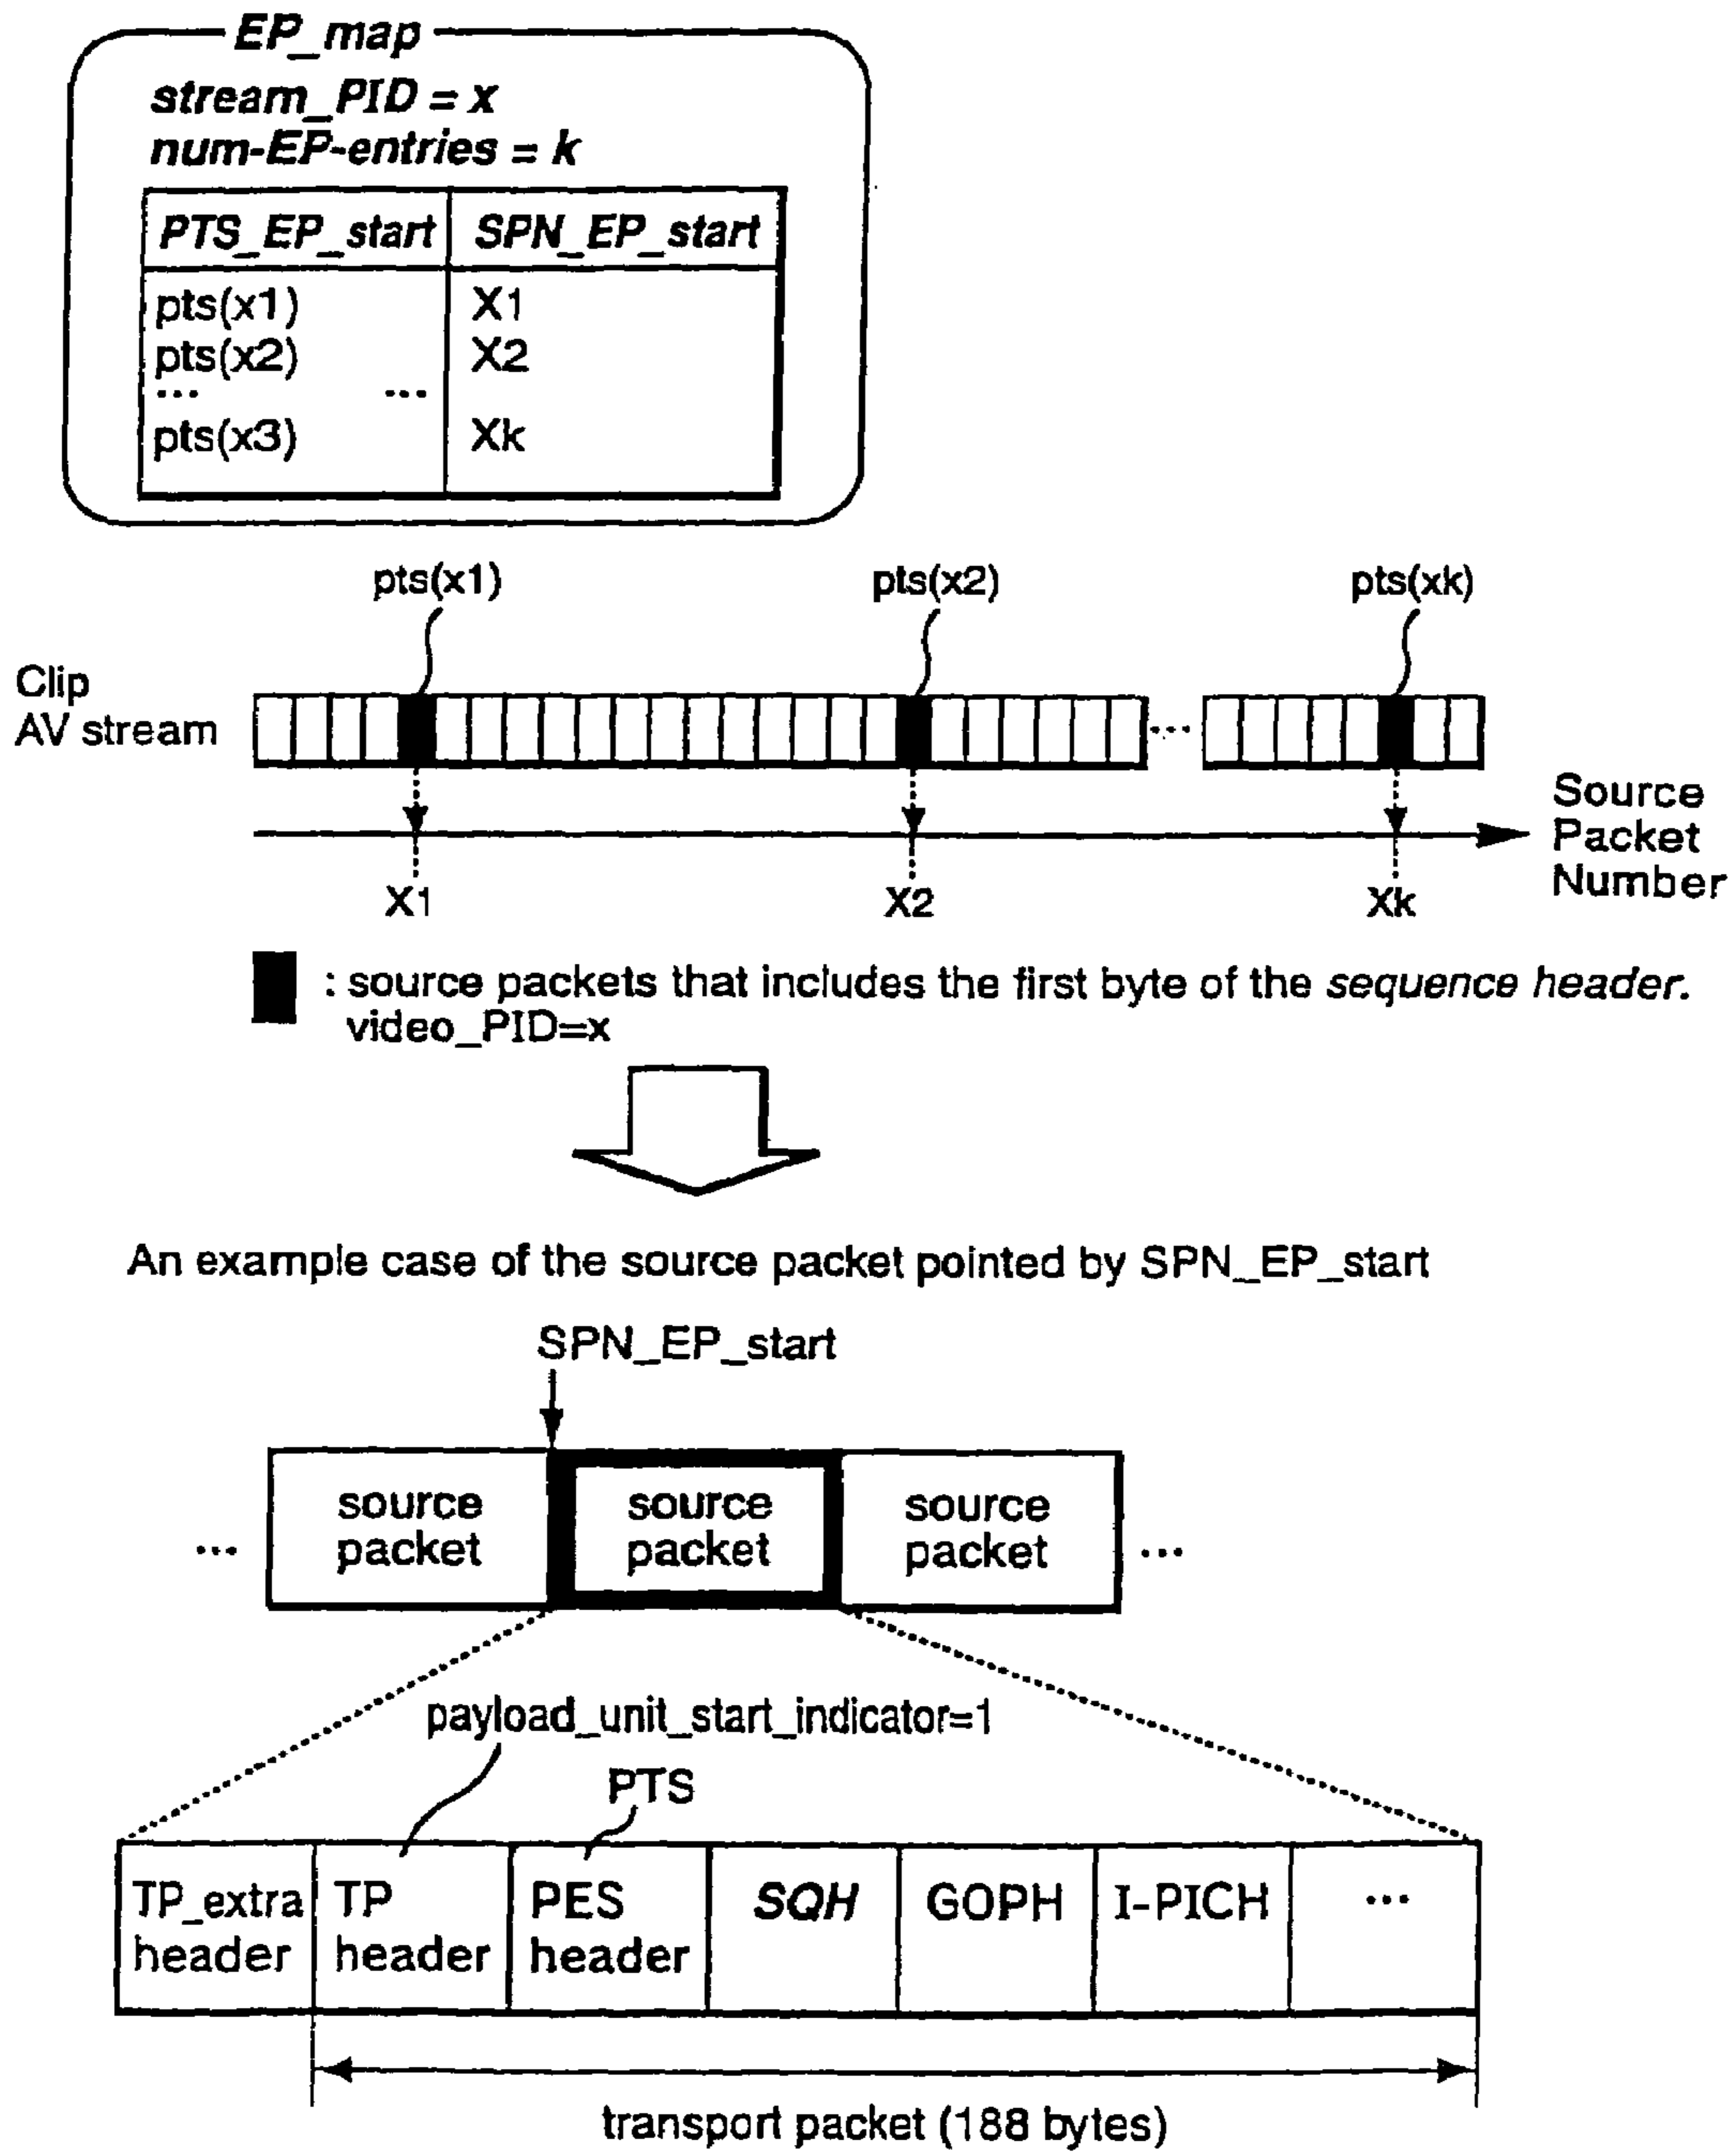 EP_map
stream_PID = x
num-EP-entries = k
PTS_EP_start SPN_EP_start
pts(x1) X1
pts(x2) X2
... ...
pts(x3) Xk
pts(x1) pts(x2) pts(xk)
Clip
AV stream
...
Source
Packet
Number
X1 X2 Xk
: source packets that includes the first byte of the sequence header.
video_PID=x
An example case of the source packet pointed by SPN_EP_start
SPN_EP_start
... source packet source packet source packet ...
payload_unit_start_indicator=1
PTS
TP_extra header TP header PES header SQH GOPH I-PICH ...
transport packet (188 bytes)